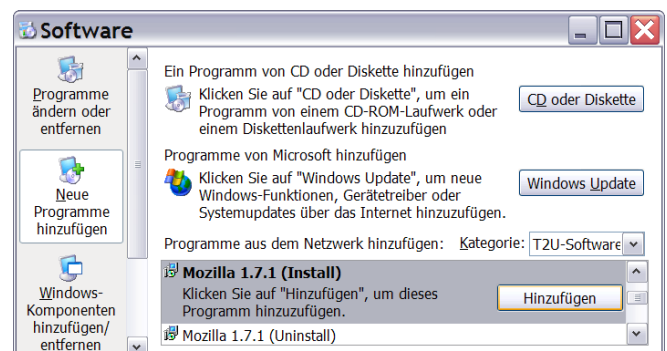 Software
Programme
ändern oder
entfernen
Neue
Programme
hinzufügen
Windows-
Komponenten
hinzufügen/
entfernen
Ein Programm von CD oder Diskette hinzufügen
Klicken Sie auf "CD oder Diskette", um ein
Programm von einem CD-ROM-Laufwerk oder
einem Diskettenlaufwerk hinzuzufügen
CD oder Diskette
Programme von Microsoft hinzufügen
Klicken Sie auf "Windows Update", um neue
Windows-Funktionen, Gerätetreiber oder
Systemupdates über das Internet hinzuzufügen.
Windows Update
Programme aus dem Netzwerk hinzufügen: Kategorie: T2U-Software
Mozilla 1.7.1 (Install)
Klicken Sie auf "Hinzufügen", um dieses
Programm hinzuzufügen.
Hinzufügen
Mozilla 1.7.1 (Uninstall)